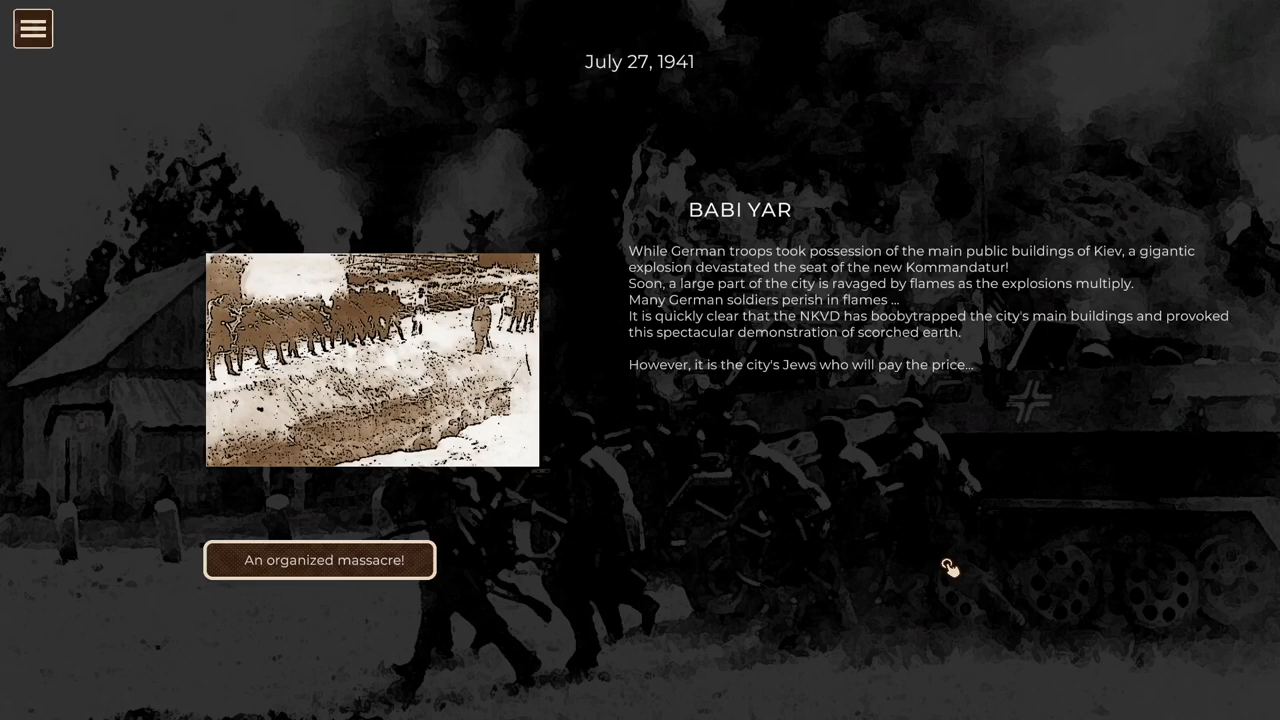 July 27, 1941
BABI YAR
While German troops took possession of the main public buildings of Kiev, a gigantic
explosion devastated the seat of the new Kommandatur!
Soon, a large part of the city is ravaged by flames as the explosions multiply.
Many German soldiers perish in flames ...
It is quickly clear that the NKVD has boobytrapped the city's main buildings and provoked
this spectacular demonstration of scorched earth.
However, it is the city's Jews who will pay the price...
An organized massacre!